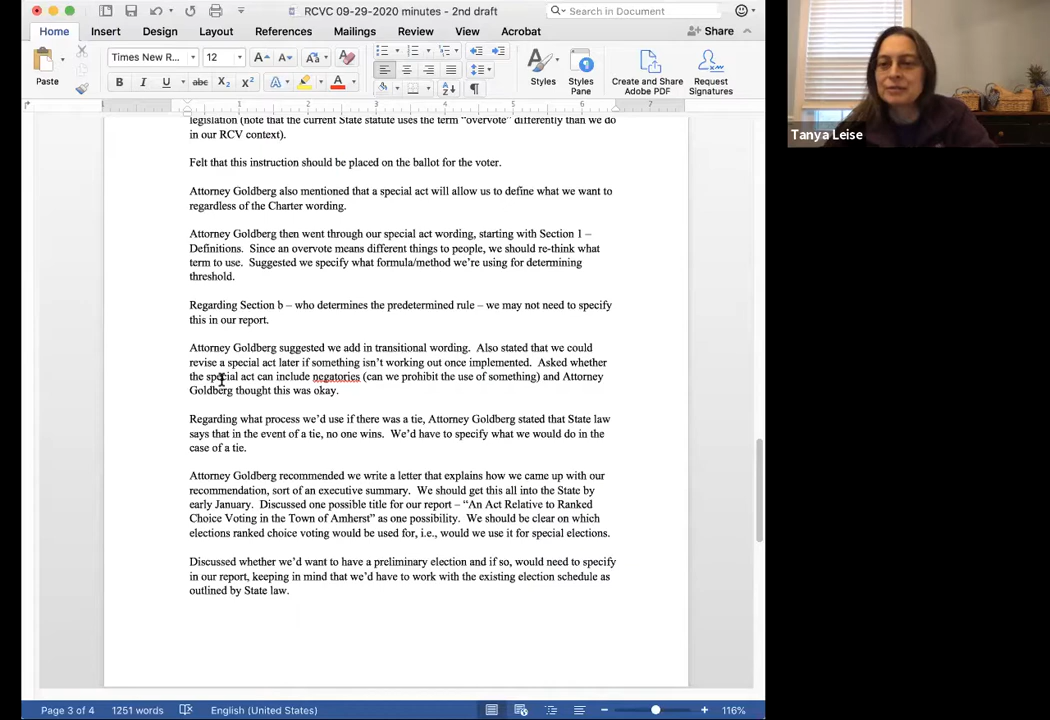 RCVC 09-29-2020 minutes - 2nd draft
Search in Document
Home Insert Design Layout References Mailings Review View Acrobat Share
Paste
Times New R... 12
Styles
Styles Pane
Create and Share Adobe PDF
Request Signatures
B I U abc X2 X2 A A
1 2 3 4 5 6 7
legislation (note that the current State statute uses the term “overvote” differently than we do
in our RCV context).
Felt that this instruction should be placed on the ballot for the voter.
Attorney Goldberg also mentioned that a special act will allow us to define what we want to
regardless of the Charter wording.
Attorney Goldberg then went through our special act wording, starting with Section 1 –
Definitions. Since an overvote means different things to people, we should re-think what
term to use. Suggested we specify what formula/method we’re using for determining
threshold.
Regarding Section b – who determines the predetermined rule – we may not need to specify
this in our report.
Attorney Goldberg suggested we add in transitional wording. Also stated that we could
revise a special act later if something isn’t working out once implemented. Asked whether
the special act can include negatories (can we prohibit the use of something) and Attorney
Goldberg thought this was okay.
Regarding what process we’d use if there was a tie, Attorney Goldberg stated that State law
says that in the event of a tie, no one wins. We’d have to specify what we would do in the
case of a tie.
Attorney Goldberg recommended we write a letter that explains how we came up with our
recommendation, sort of an executive summary. We should get this all into the State by
early January. Discussed one possible title for our report – “An Act Relative to Ranked
Choice Voting in the Town of Amherst” as one possibility. We should be clear on which
elections ranked choice voting would be used for, i.e., would we use it for special elections.
Discussed whether we’d want to have a preliminary election and if so, would need to specify
in our report, keeping in mind that we’d have to work with the existing election schedule as
outlined by State law.
Page 3 of 4 1251 words English (United States) 116%
Tanya Leise